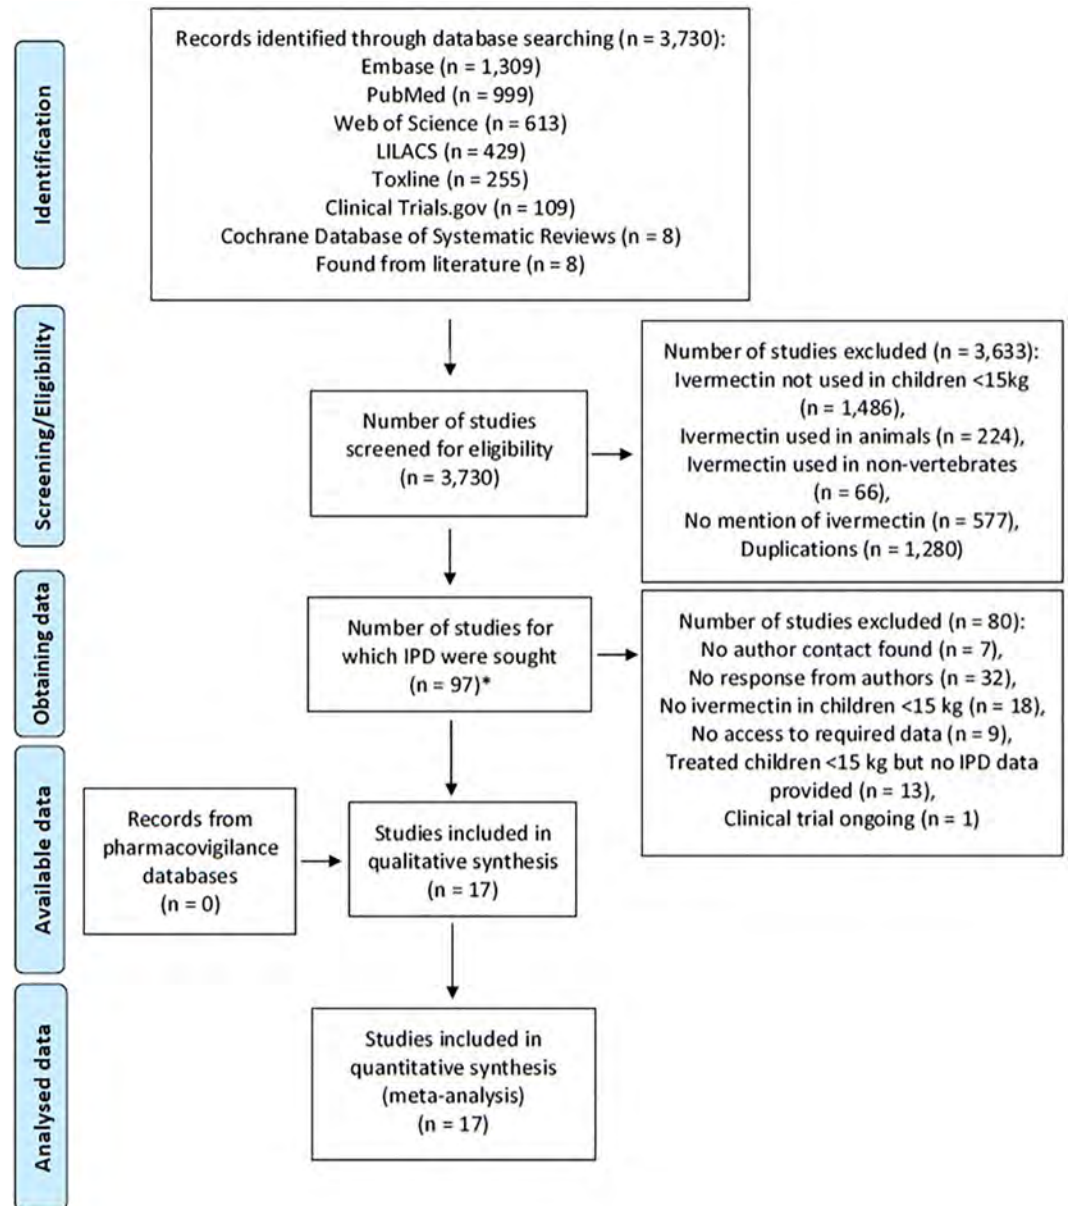 Identification
Records identified through database searching (n = 3,730):
Embase (n = 1,309)
PubMed (n = 999)
Web of Science (n = 613)
LILACS (n = 429)
Toxline (n = 255)
Clinical Trials.gov (n = 109)
Cochrane Database of Systematic Reviews (n = 8)
Found from literature (n = 8)
Screening/Eligibility
Number of studies
screened for eligibility
(n = 3,730)
Number of studies excluded (n = 3,633):
Ivermectin not used in children <15kg
(n = 1,486),
Ivermectin used in animals (n = 224),
Ivermectin used in non-vertebrates
(n = 66),
No mention of ivermectin (n = 577),
Duplications (n = 1,280)
Obtaining data
Number of studies for
which IPD were sought
(n = 97)*
Number of studies excluded (n = 80):
No author contact found (n = 7),
No response from authors (n = 32),
No ivermectin in children <15 kg (n = 18),
No access to required data (n = 9),
Treated children <15 kg but no IPD data
provided (n = 13),
Clinical trial ongoing (n = 1)
Available data
Records from
pharmacovigilance
databases
(n = 0)
Studies included in
qualitative synthesis
(n = 17)
Analysed data
Studies included in
quantitative synthesis
(meta-analysis)
(n = 17)